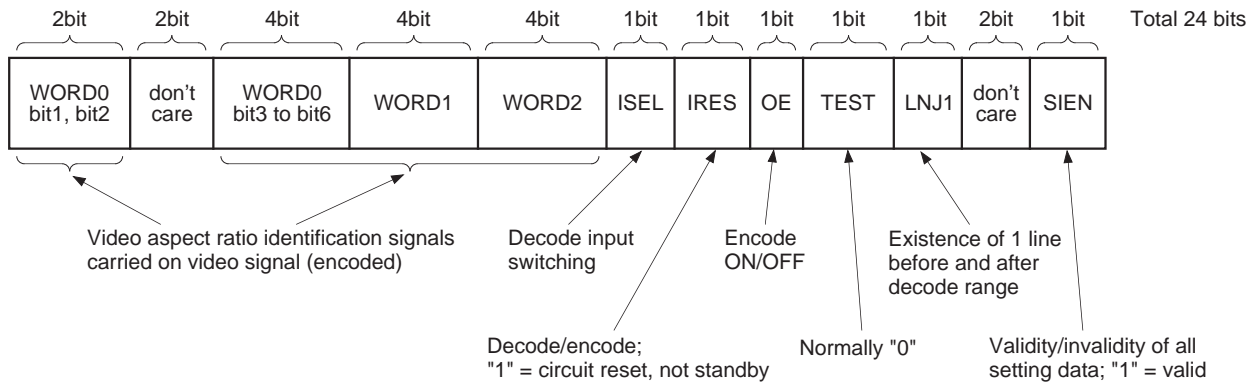 2bit 2bit 4bit 4bit 4bit 1bit 1bit 1bit 1bit 1bit 2bit 1bit Total 24 bits
WORD0
bit1, bit2
don't
care
WORD0
bit3 to bit6
WORD1
WORD2
ISEL
IRES
OE
TEST
LNJ1
don't
care
SIEN
Video aspect ratio identification signals
carried on video signal (encoded)
Decode input
switching
Encode
ON/OFF
Existence of 1 line
before and after
decode range
Decode/encode;
"1" = circuit reset, not standby
Normally "0"
Validity/invalidity of all
setting data; "1" = valid